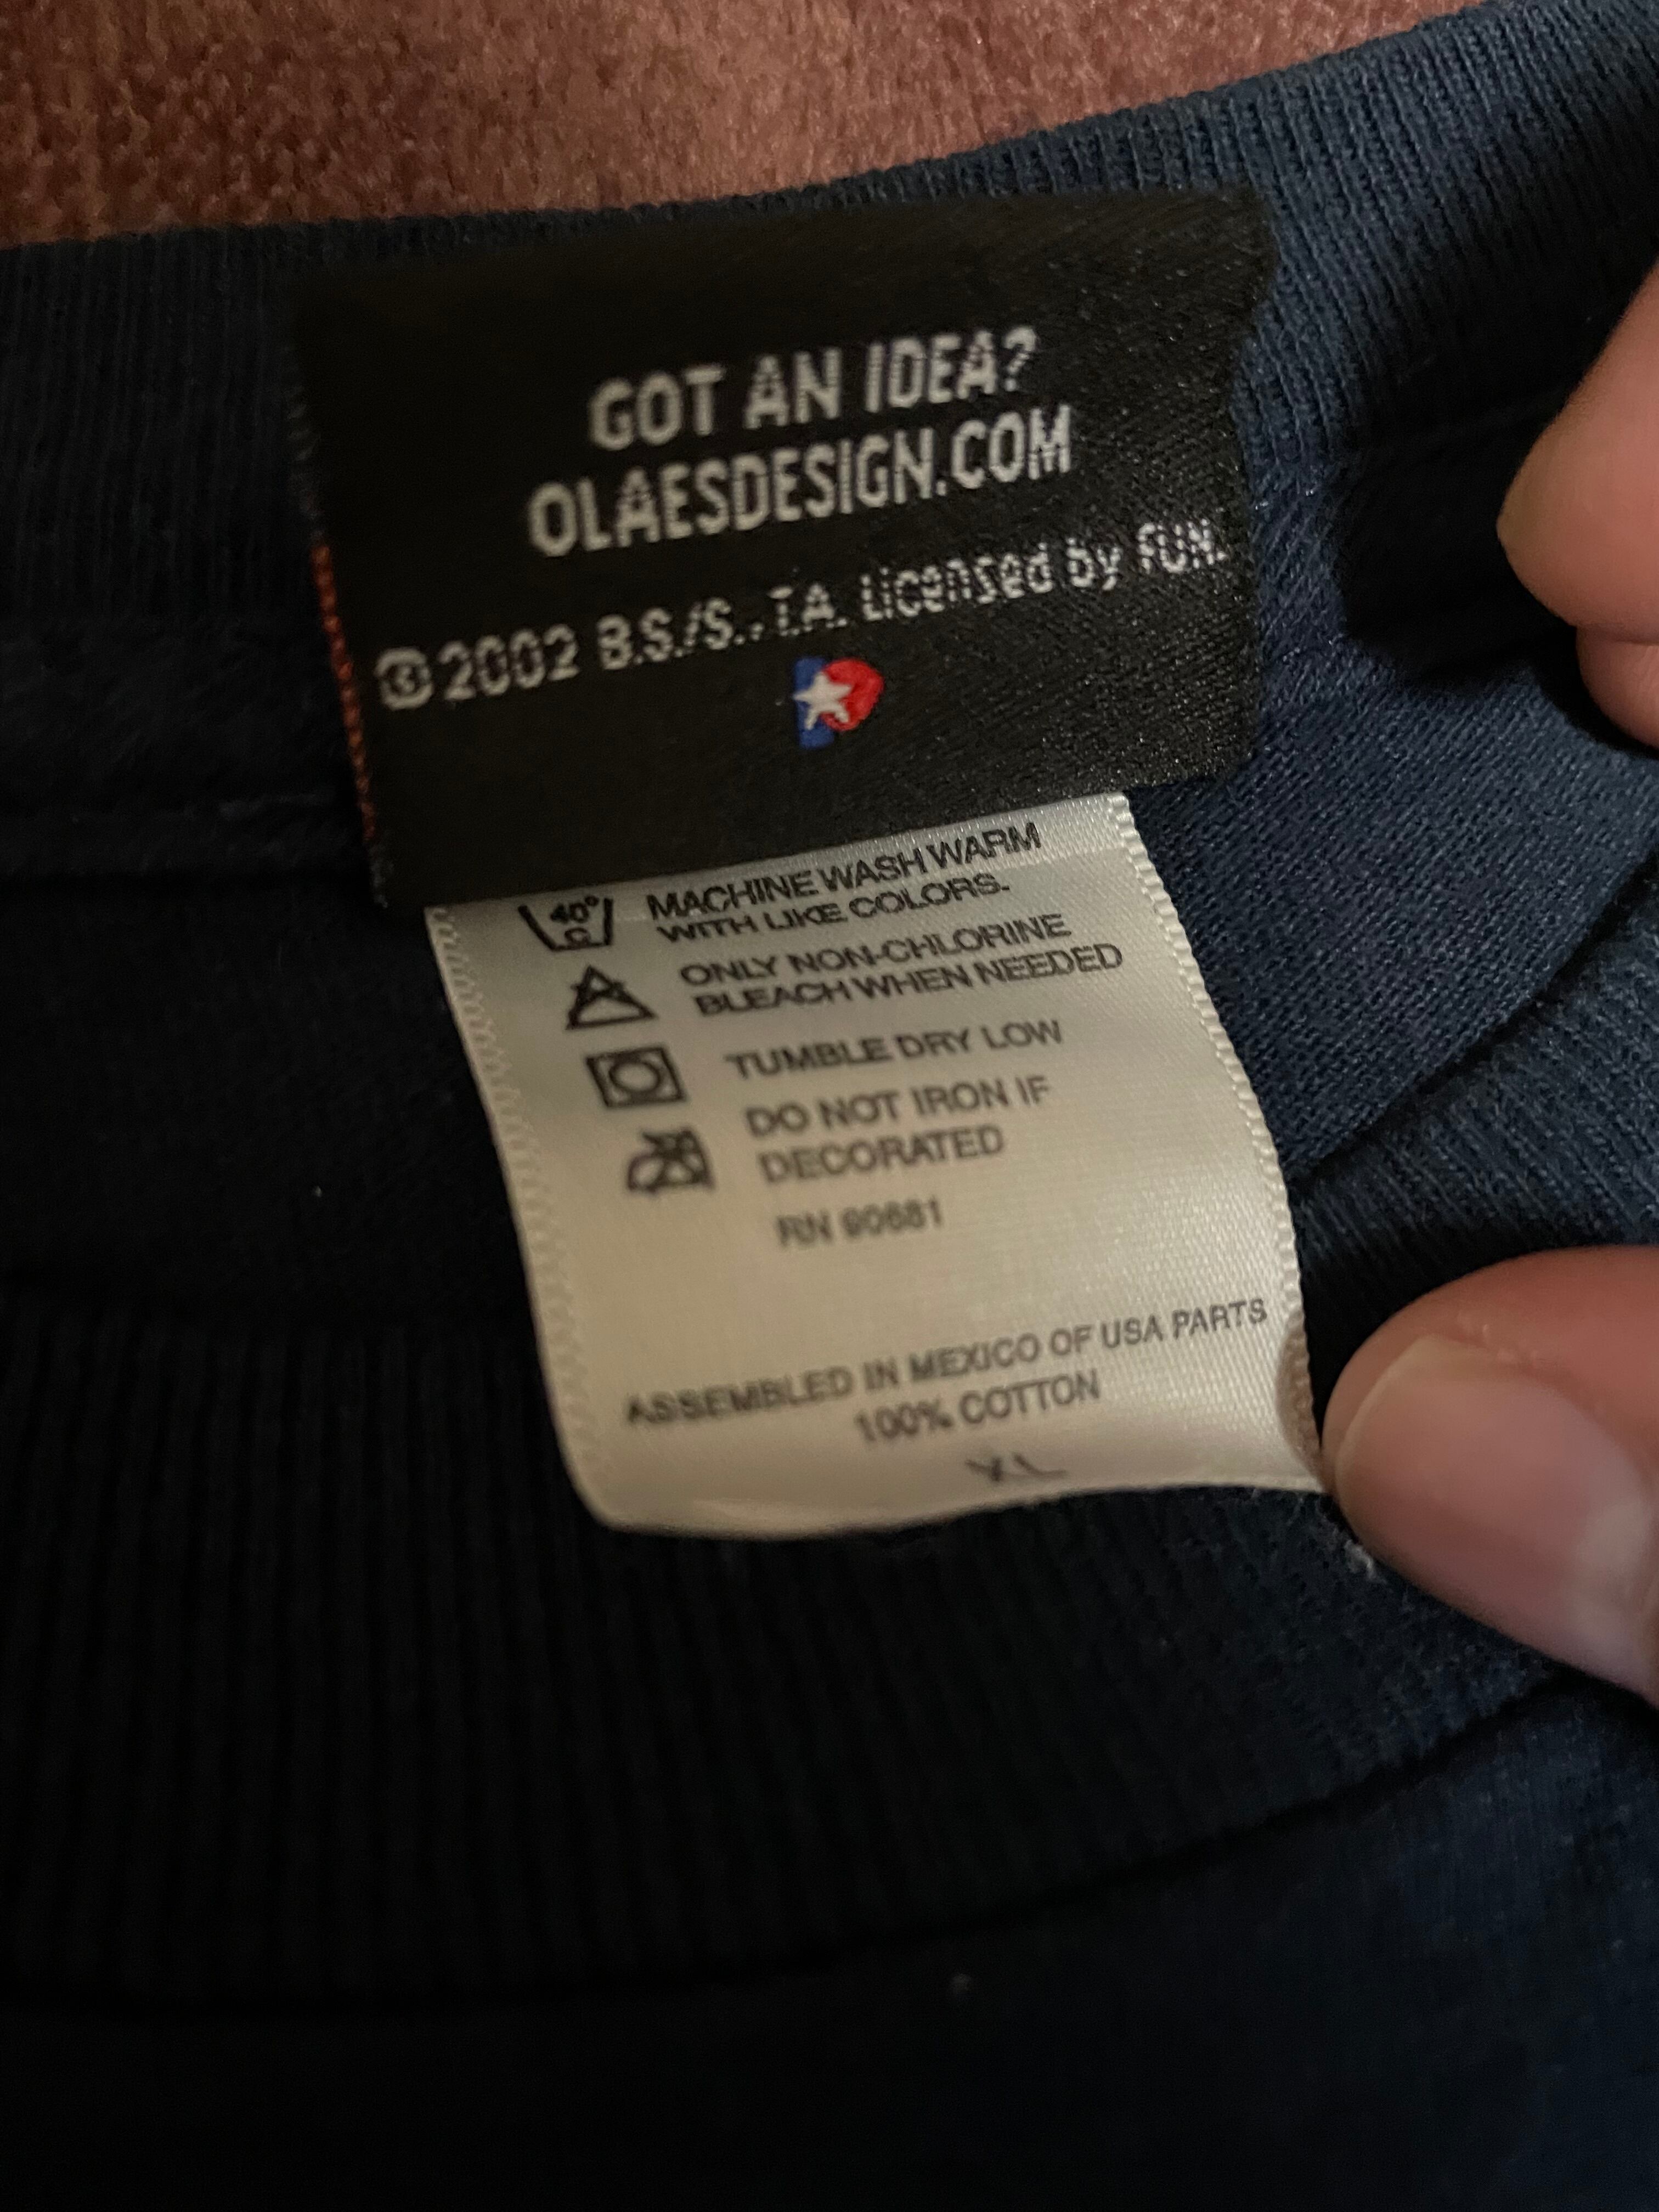 GOT AN IDEA?
OLAESDESIGN.COM
©2002 B.S./S..T.A. Licensed by FUN.
40°
C
MACHINE WASH WARM
WITH LIKE COLORS.
ONLY NON-CHLORINE
BLEACH WHEN NEEDED
TUMBLE DRY LOW
DO NOT IRON IF
DECORATED
RN 90681
ASSEMBLED IN MEXICO OF USA PARTS
100% COTTON
XL